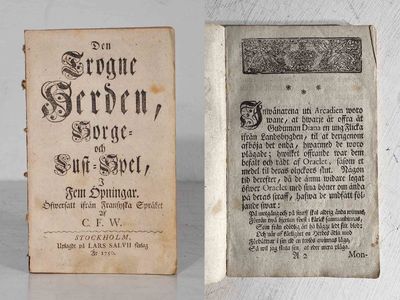 Den
Trogne
Herden,
Sorge-
och
Lust-Spel,
I
Fem Öpningar.
Öfwersatt ifrån Fransyska Språket
Af
C. F. W.
STOCKHOLM,
Uplagdt på LARS SALVII
År 1750.
* * *
Inwånarena uti Arcadien woro
wane, at hwarje år offra åt
Gudinnan Diana en ung Flicka
ifrån Landsbygden, til at derigenom
afböja det onda, hwarmed de woro
plågade; hwilket offrande war dem
befalt och rådt af Oraclet, såsom et
medel til deras olyckors slut. Någon
tid derefter, då de ännu widare lågat
öfwer Oraclet med sina böner om ända
på deras straff, hafwa de undfått föl-
jande swar:
A 2 Mon-